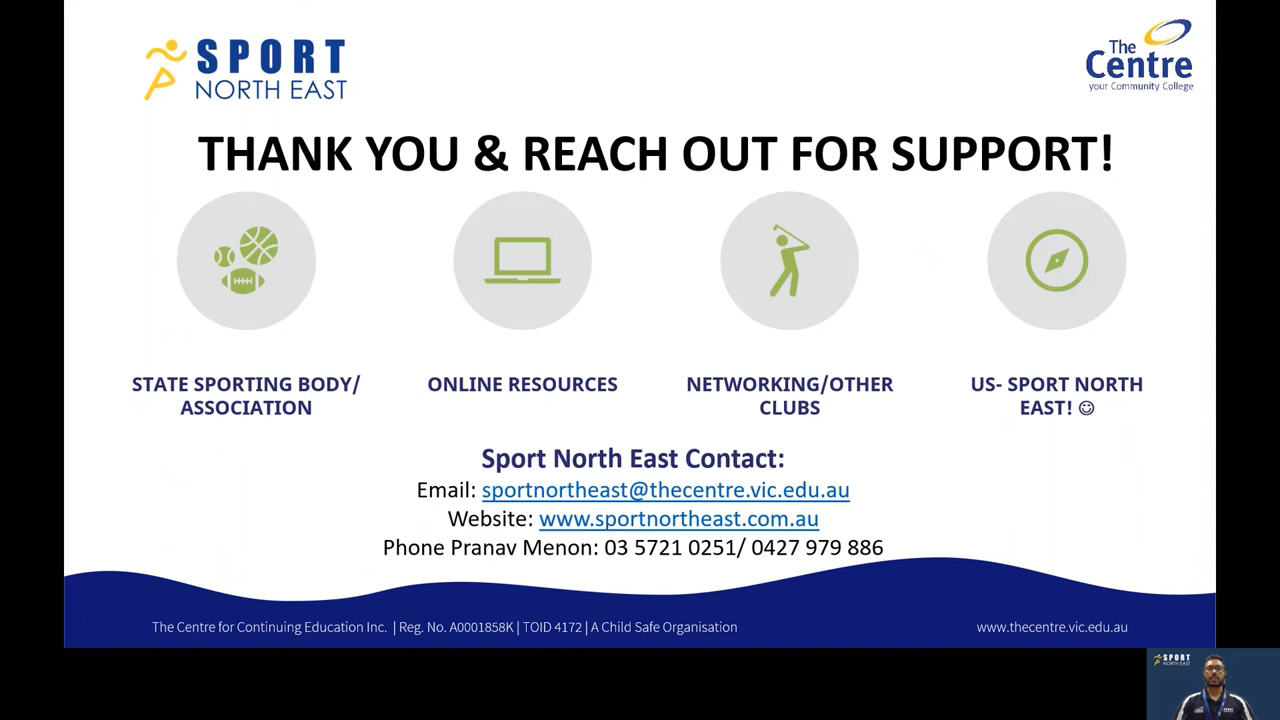 SPORT
NORTH EAST
The
Centre
your Community College
THANK YOU & REACH OUT FOR SUPPORT!
STATE SPORTING BODY/
ASSOCIATION
ONLINE RESOURCES
NETWORKING/OTHER
CLUBS
US- SPORT NORTH
EAST! ☺
Sport North East Contact:
Email: sportnortheast@thecentre.vic.edu.au
Website: www.sportnortheast.com.au
Phone Pranav Menon: 03 5721 0251/ 0427 979 886
The Centre for Continuing Education Inc. | Reg. No. A0001858K | TOID 4172 | A Child Safe Organisation
www.thecentre.vic.edu.au
SPORT
NORTH EAST